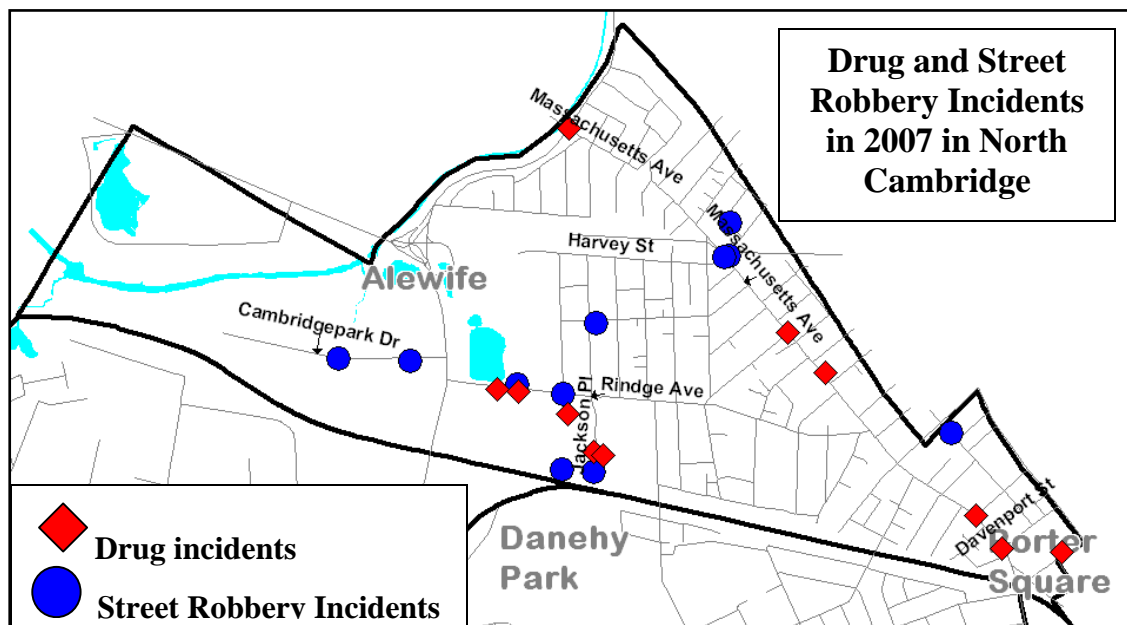 Drug and Street
Robbery Incidents
in 2007 in North
Cambridge
Massachusetts Ave
Massachusetts Ave
Harvey St
Alewife
Cambridgepark Dr
Rindge Ave
Jackson Pl
Davenport St
Danehy
Park
Porter
Square
Drug incidents
Street Robbery Incidents